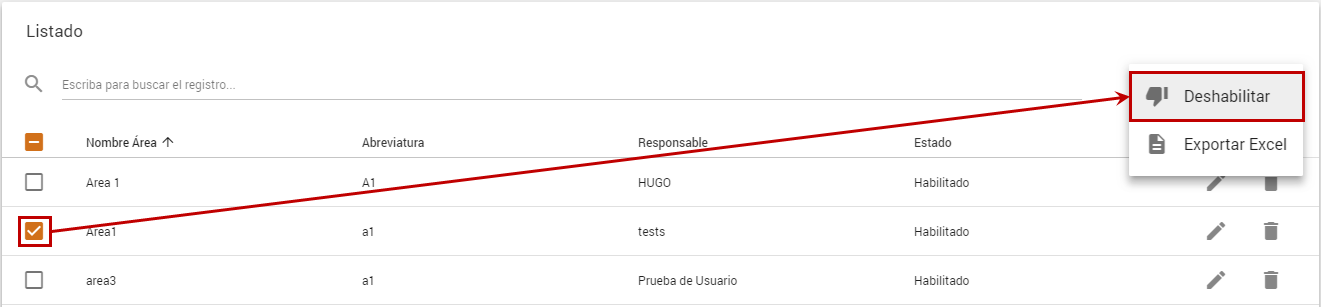 Listado
Escriba para buscar el registro...
Deshabilitar
Exportar Excel
Nombre Área Abreviatura Responsable Estado
Area 1 A1 HUGO Habilitado
Area1 a1 tests Habilitado
area3 a1 Prueba de Usuario Habilitado